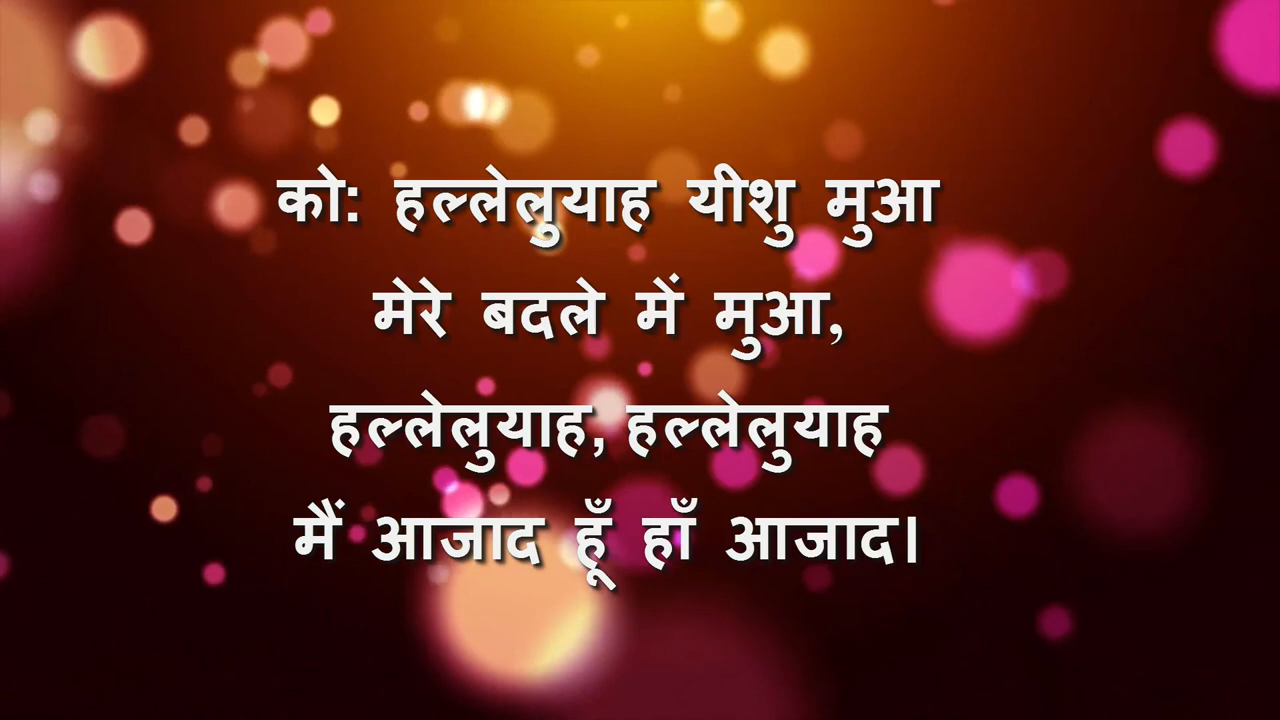 को: हल्लेलुयाह यीशु मुआ
मेरे बदले में मुआ,
हल्लेलुयाह, हल्लेलुयाह
मैं आजाद हूँ हाँ आजाद।